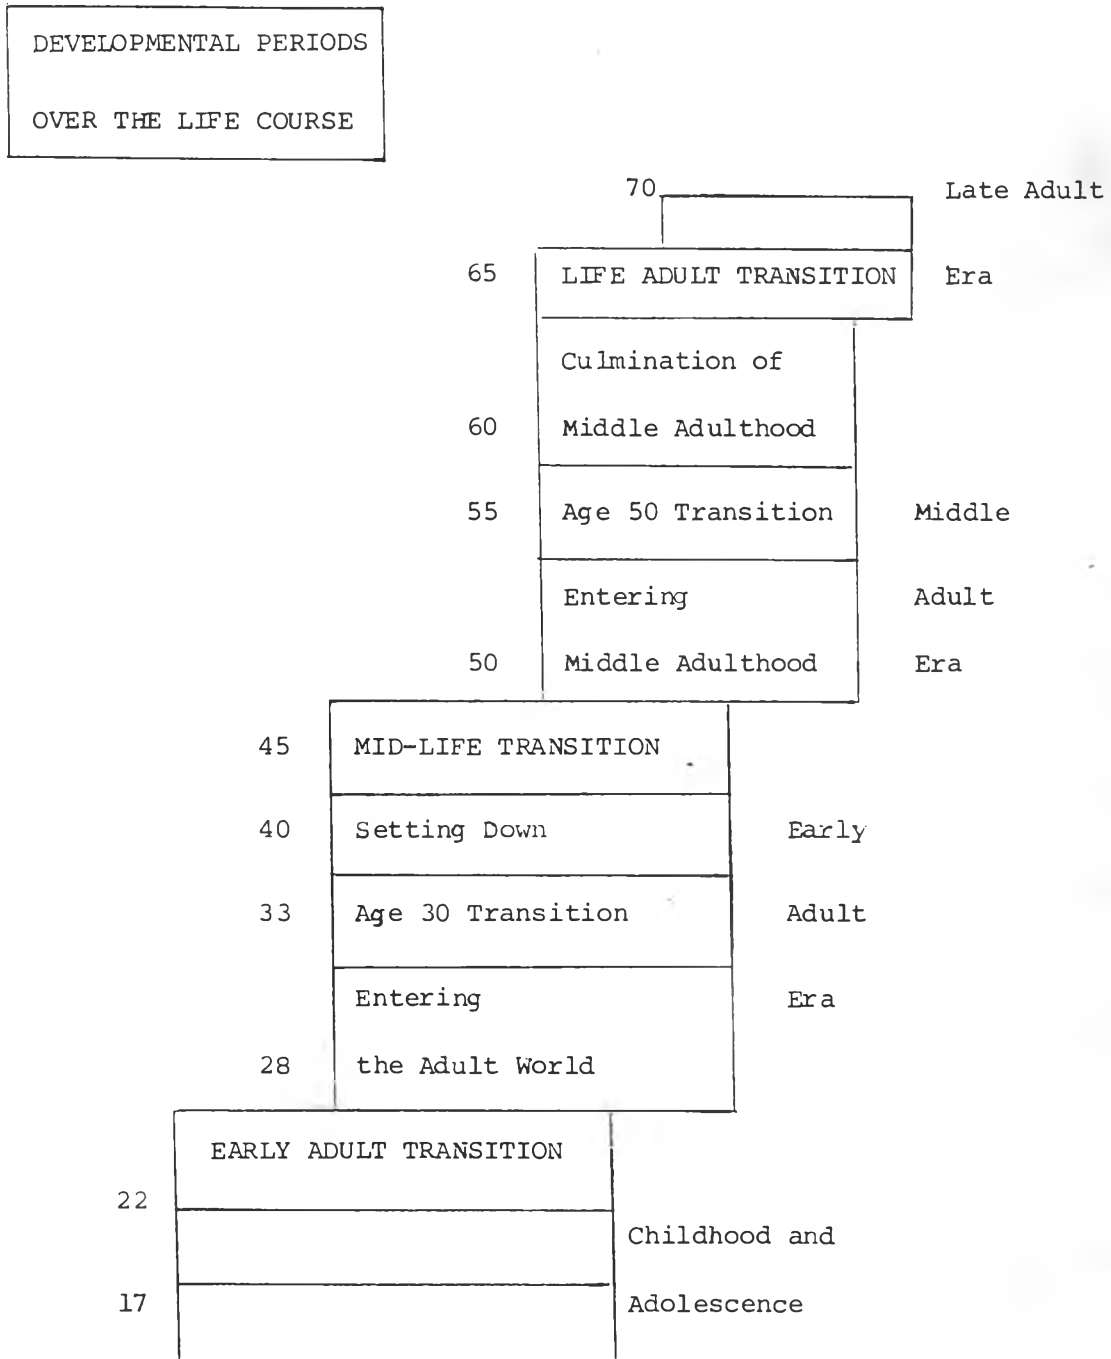 DEVELOPMENTAL PERIODS
OVER THE LIFE COURSE
70 Late Adult
65 LIFE ADULT TRANSITION Era
Culmination of
60 Middle Adulthood
55 Age 50 Transition Middle
Entering Adult
50 Middle Adulthood Era
45 MID-LIFE TRANSITION
40 Setting Down Early
33 Age 30 Transition Adult
Entering Era
28 the Adult World
EARLY ADULT TRANSITION
22
Childhood and
17 Adolescence